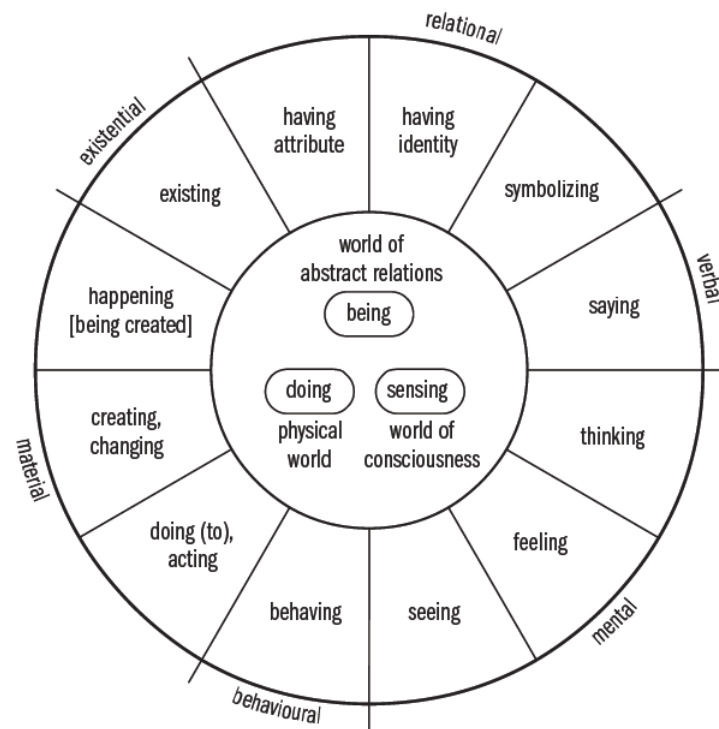 relational
existential
verbal
having
attribute
having
identity
existing
symbolizing
world of
abstract relations
being
happening
[being created]
saying
doing
sensing
physical
world
world of
consciousness
creating,
changing
thinking
material
doing (to),
acting
feeling
behaving
seeing
mental
behavioural